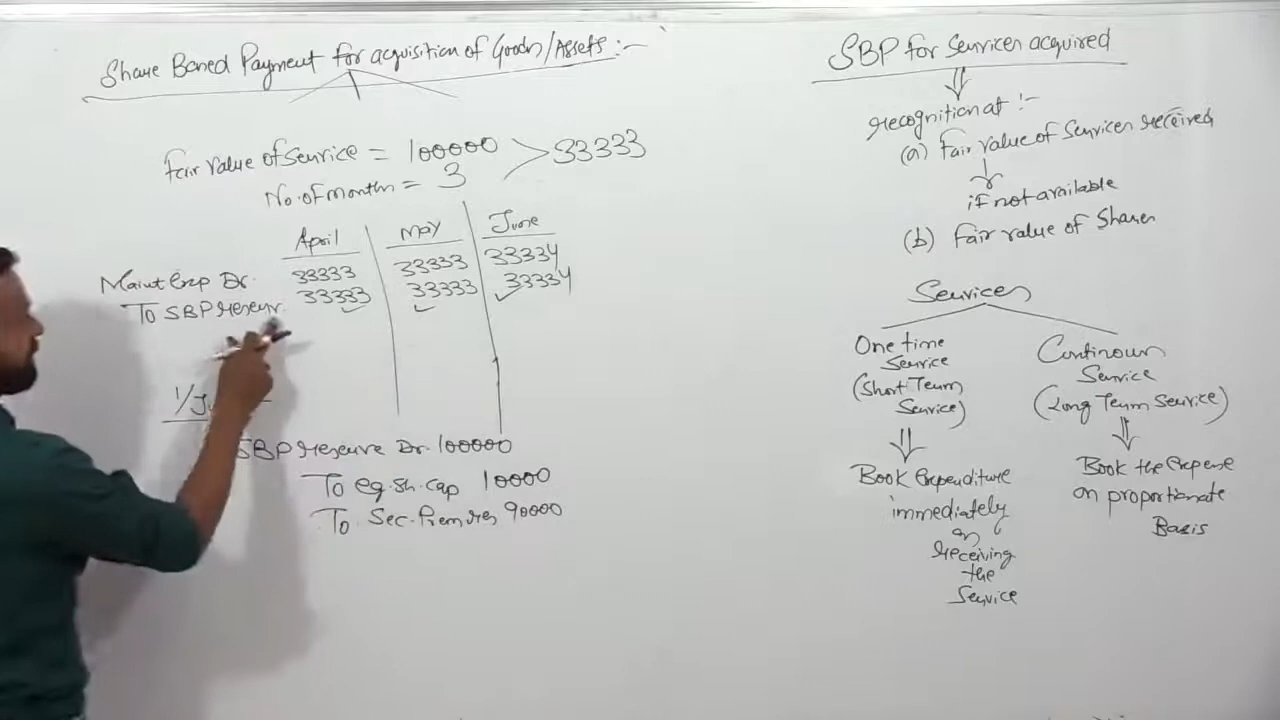 Share Based Payment for acquisition of Goods/Assets :-
Fair Value of Service = 100000 > 33333
No. of month = 3
April May June
Maint Exp Dr. 33333 33333 33334
To SBP Reserve 33333 33333 33334
SBP Reserve Dr. 100000
To eq. sh. cap 10000
To Sec. Premium 90000
SBP for Services acquired
recognition at :-
(a) Fair value of Services received
if not available
(b) Fair value of Shares
Services
One time
Service
(Short Term
Service)
Book Expenditure
immediately
on
receiving
the
Service
Continous
Service
(Long Term Service)
Book the Expense
on proportionate
Basis